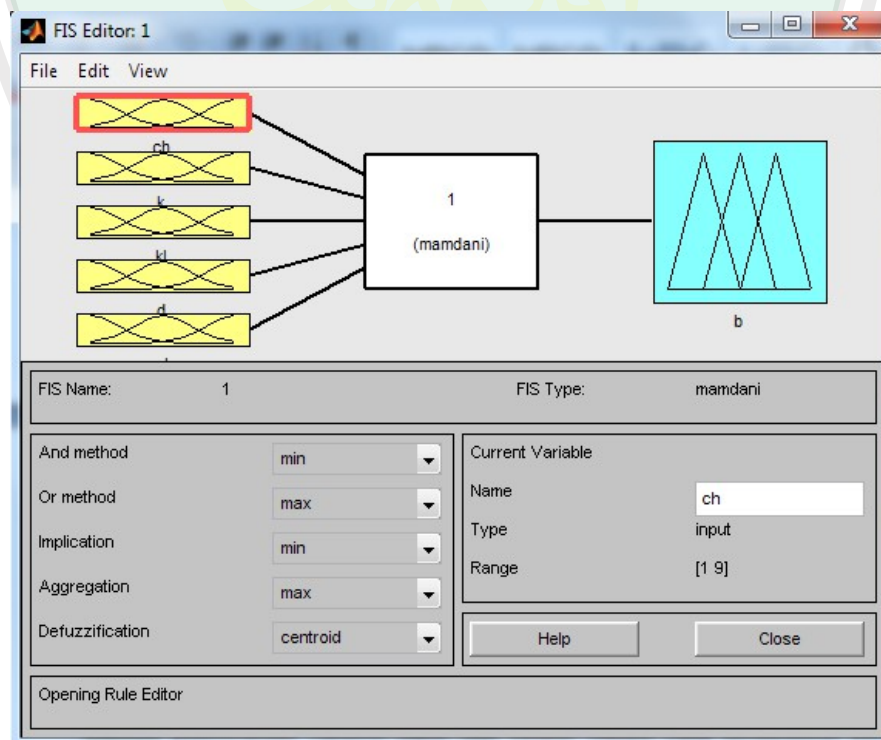 FIS Editor: 1
File Edit View
ch
k
kl
d
1
(mamdani)
b
FIS Name: 1 FIS Type: mamdani
And method min
Or method max
Implication min
Aggregation max
Defuzzification centroid
Current Variable
Name ch
Type input
Range [1 9]
Help Close
Opening Rule Editor